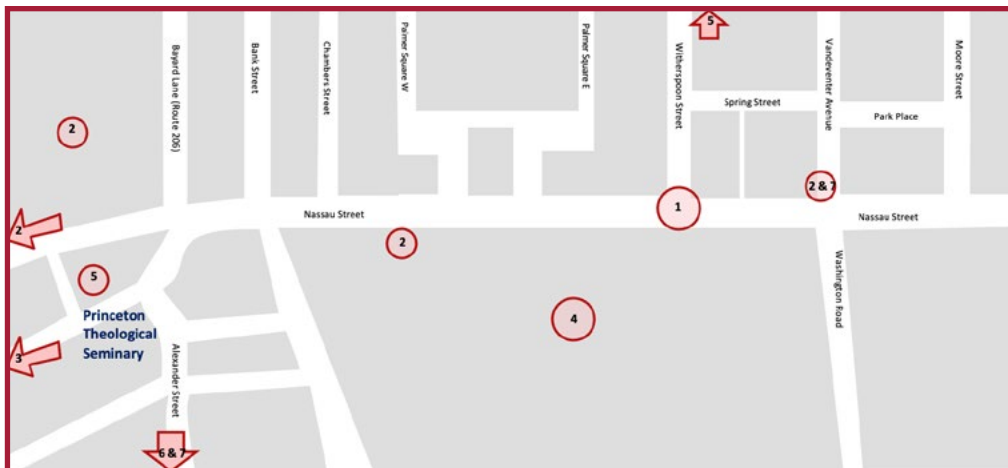 Bayard Lane (Route 206)
Bank Street
Chambers Street
Palmer Square W
Palmer Square E
Witherspoon Street
5
Vandeventer Avenue
Moore Street
Spring Street
Park Place
2
2 & 7
1
Nassau Street
Nassau Street
2
2
5
4
Washington Road
Princeton
Theological
Seminary
3
Alexander Street
6 & 7